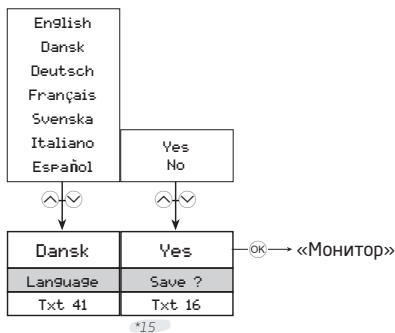 English
Dansk
Deutsch
Français
Svenska
Italiano
Español
Yes
No
Dansk Yes OK «Монитор»
Language Save ?
Txt 41 Txt 16
*15